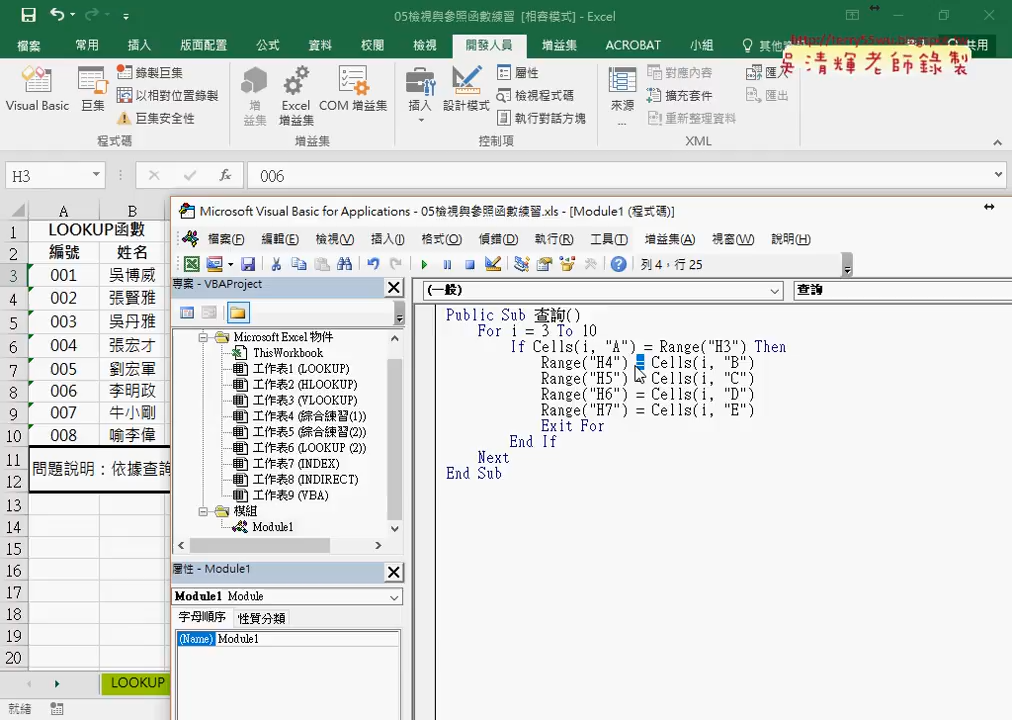 05檢視與參照函數練習 [相容模式] - Excel
檔案 常用 插入 版面配置 公式 資料 校閱 檢視 開發人員 增益集 ACROBAT 小組 共用
吳清輝老師錄製
Visual Basic 巨集 錄製巨集 以相對位置錄製 巨集安全性
增益集 Excel 增益集 COM 增益集
插入 設計模式 屬性 檢視程式碼 執行對話方塊
來源... 對應內容 擴充套件 重新整理資料 匯出
程式碼 增益集 控制項 XML
H3 fx 006
A B
1 LOOKUP函數
2 編號 姓名
3 001 吳博威
4 002 張賢雅
5 003 吳丹雅
6 004 張宏才
7 005 劉宏軍
8 006 李明政
9 007 牛小剛
10 008 喻李偉
11 問題說明：依據查詢
12
13
14
15
16
17
18
19
20
LOOKUP
就緒
Microsoft Visual Basic for Applications - 05檢視與參照函數練習.xls - [Module1 (程式碼)]
檔案(F) 編輯(E) 檢視(V) 插入(I) 格式(O) 偵錯(D) 執行(R) 工具(T) 增益集(A) 視窗(W) 說明(H)
列 4，行 25
專案 - VBAProject
Microsoft Excel 物件
ThisWorkbook
工作表1 (LOOKUP)
工作表2 (HLOOKUP)
工作表3 (VLOOKUP)
工作表4 (綜合練習(1))
工作表5 (綜合練習(2))
工作表6 (LOOKUP (2))
工作表7 (INDEX)
工作表8 (INDIRECT)
工作表9 (VBA)
模組
Module1
屬性 - Module1
Module1 Module
字母順序 性質分類
(Name) Module1
(一般) 查詢
Public Sub 查詢()
For i = 3 To 10
If Cells(i, "A") = Range("H3") Then
Range("H4") = Cells(i, "B")
Range("H5") = Cells(i, "C")
Range("H6") = Cells(i, "D")
Range("H7") = Cells(i, "E")
Exit For
End If
Next
End Sub